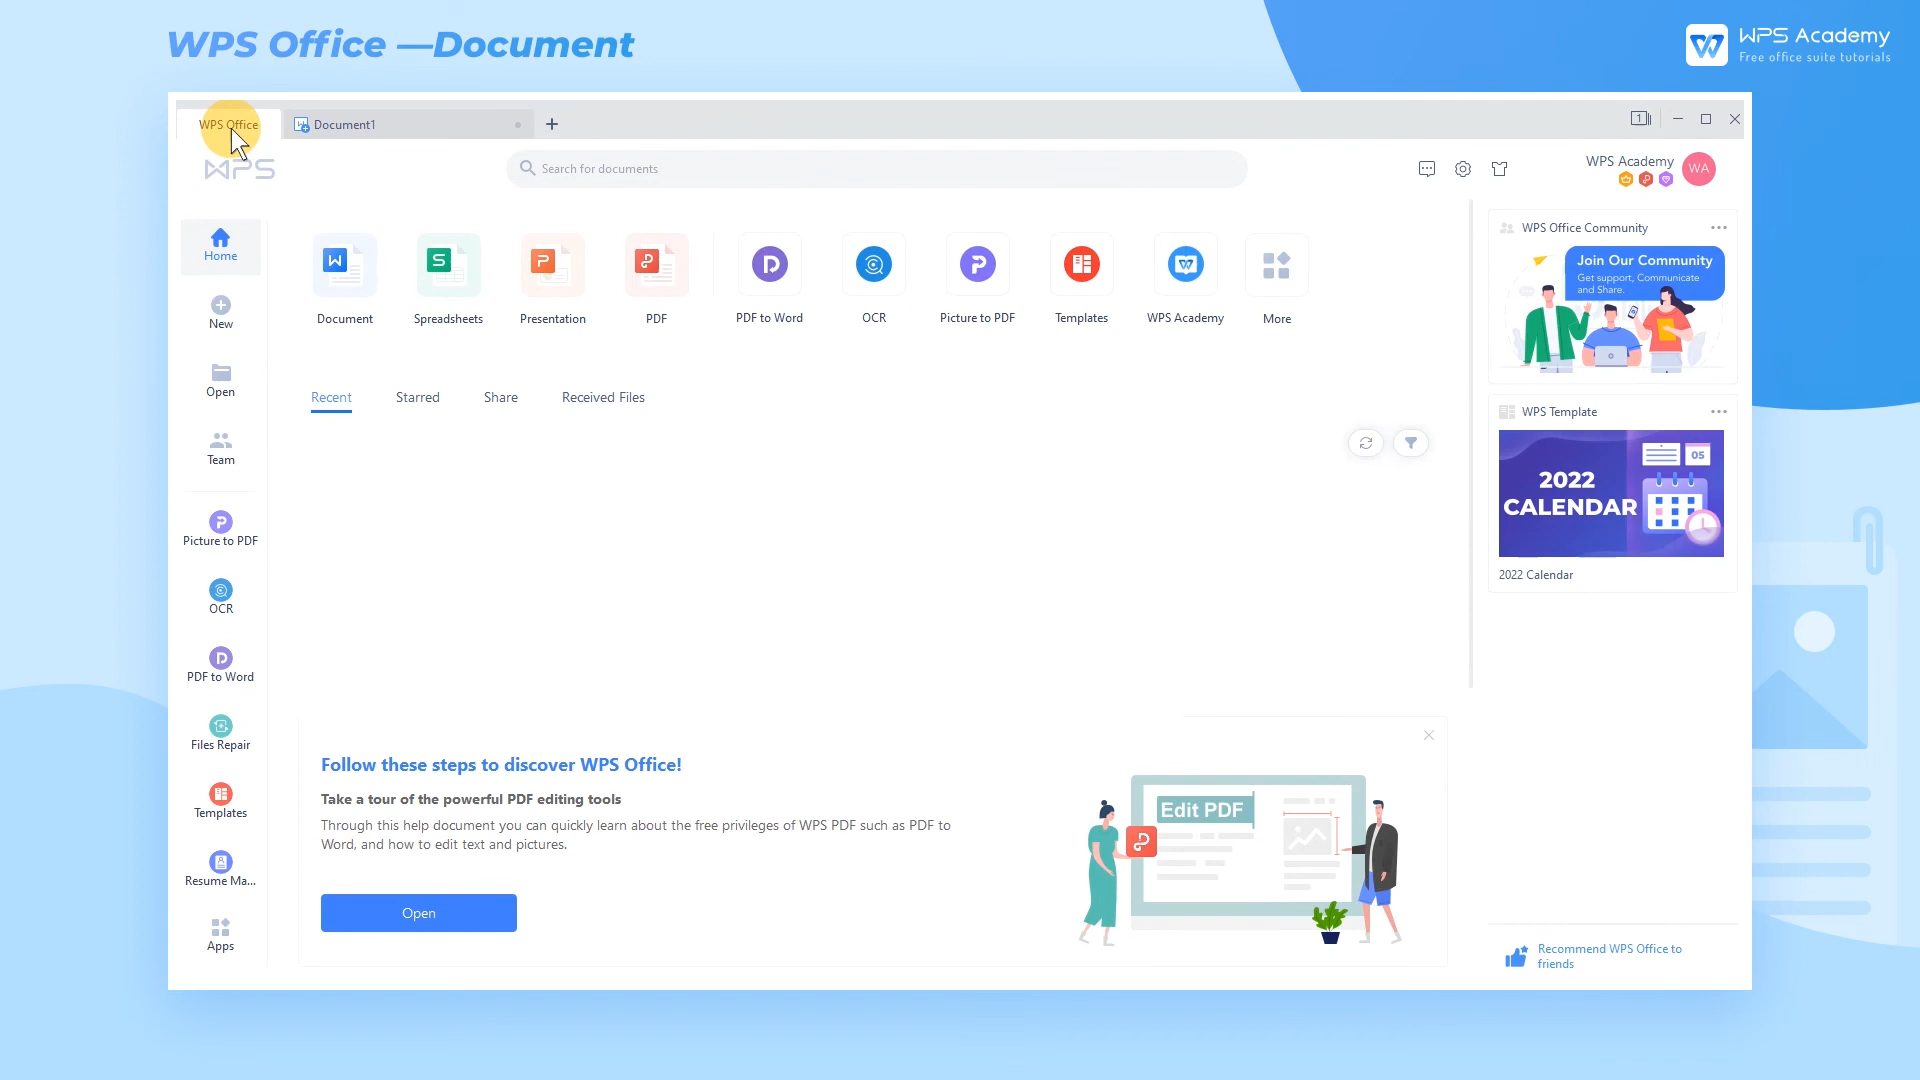 WPS Office —Document
WPS Academy
Free office suite tutorials
WPS Office
Document1
1
WPS
Search for documents
WPS Academy
WA
Home
New
Open
Team
Picture to PDF
OCR
PDF to Word
Files Repair
Templates
Resume Ma...
Apps
Document
Spreadsheets
Presentation
PDF
PDF to Word
OCR
Picture to PDF
Templates
WPS Academy
More
Recent
Starred
Share
Received Files
WPS Office Community
Join Our Community
Get support, Communicate
and Share.
WPS Template
05
2022
CALENDAR
2022 Calendar
Follow these steps to discover WPS Office!
Take a tour of the powerful PDF editing tools
Through this help document you can quickly learn about the free privileges of WPS PDF such as PDF to
Word, and how to edit text and pictures.
Open
Edit PDF
Recommend WPS Office to
friends